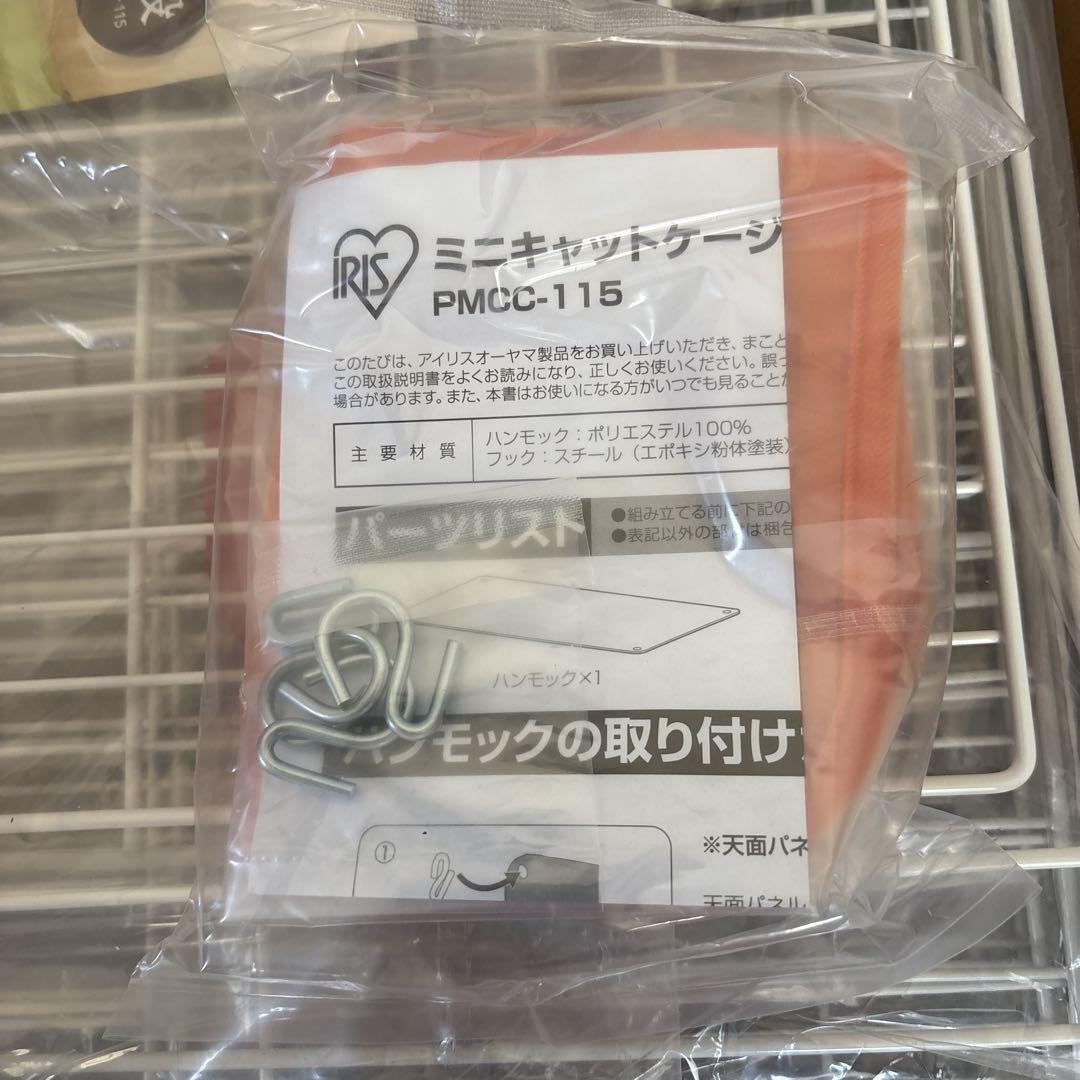 段
115
IRIS
ミニキャットケージ
PMCC-115
このたびは、アイリスオーヤマ製品をお買い上げいただき、まこと
この取扱説明書をよくお読みになり、正しくお使いください。誤っ
場合があります。また、本書はお使いになる方がいつでも見ること
主要材質
ハンモック：ポリエステル100%
フック：スチール（エポキシ粉体塗装）
パーツリスト
●組み立てる前に下記の
●表記以外の部 は梱包
ハンモック×1
ハンモックの取り付け
①
※天面パネ
天面パネル